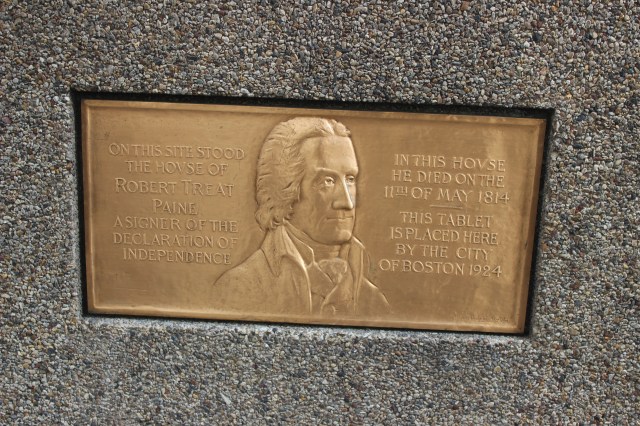 ON THIS SITE STOOD
THE HOVSE OF
ROBERT TREAT
PAINE
A SIGNER OF THE
DECLARATION OF
INDEPENDENCE
IN THIS HOVSE
HE DIED ON THE
11TH OF MAY 1814
THIS TABLET
IS PLACED HERE
BY THE CITY
OF BOSTON 1924